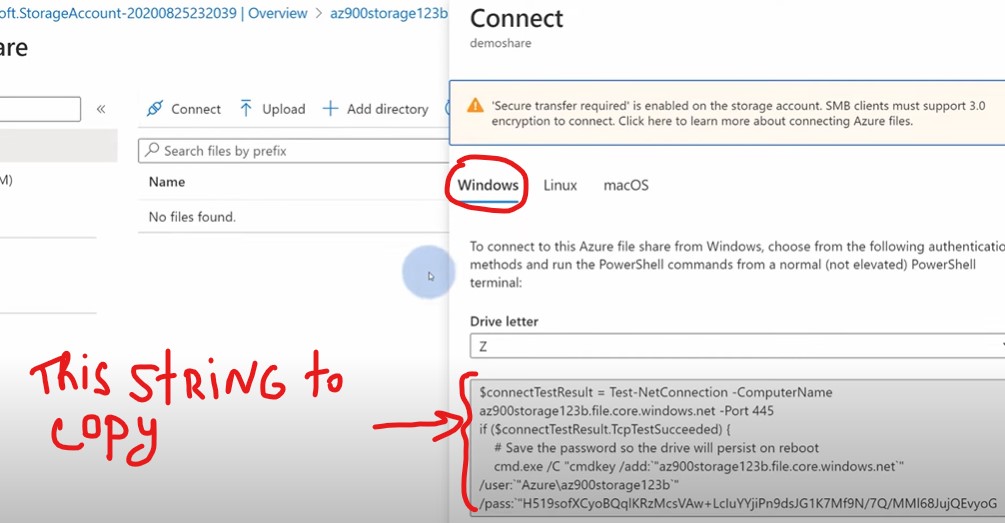 oft.StorageAccount-20200825232039 | Overview > az900storage123b
Connect
demoshare
are
«
Connect
Upload
Add directory
'Secure transfer required' is enabled on the storage account. SMB clients must support 3.0
encryption to connect. Click here to learn more about connecting Azure files.
Search files by prefix
M)
Name
No files found.
Windows
Linux
macOS
To connect to this Azure file share from Windows, choose from the following authenticatio
methods and run the PowerShell commands from a normal (not elevated) PowerShell
terminal:
Drive letter
Z
This STRING to
COPY
$connectTestResult = Test-NetConnection -ComputerName
az900storage123b.file.core.windows.net -Port 445
if ($connectTestResult.TcpTestSucceeded) {
# Save the password so the drive will persist on reboot
cmd.exe /C "cmdkey /add:`"az900storage123b.file.core.windows.net`"
/user:`"Azure\az900storage123b`"